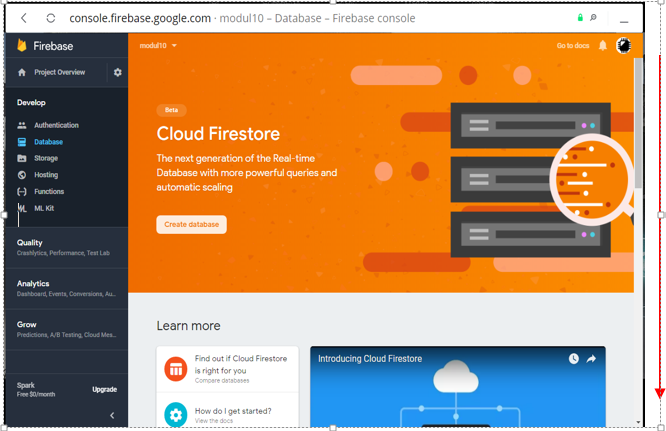 console.firebase.google.com - modul10 – Database – Firebase console
Firebase
modul10
Go to docs
Project Overview
Develop
Authentication
Database
Storage
Hosting
Functions
ML Kit
Quality
Crashlytics, Performance, Test Lab
Analytics
Dashboard, Events, Conversions, Au...
Grow
Predictions, A/B Testing, Cloud Mes...
Spark
Free $0/month
Upgrade
Beta
Cloud Firestore
The next generation of the Real-time
Database with more powerful queries and
automatic scaling
Create database
Learn more
Find out if Cloud Firestore
is right for you
Compare databases
How do I get started?
View the docs
Introducing Cloud Firestore